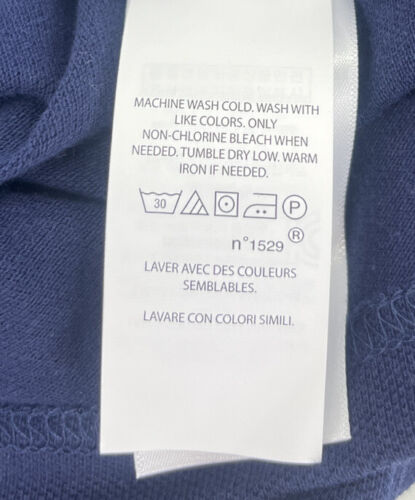 MACHINE WASH COLD. WASH WITH
LIKE COLORS. ONLY
NON-CHLORINE BLEACH WHEN
NEEDED. TUMBLE DRY LOW. WARM
IRON IF NEEDED.
30 P
n°1529 ®
LAVER AVEC DES COULEURS
SEMBLABLES.
LAVARE CON COLORI SIMILI.